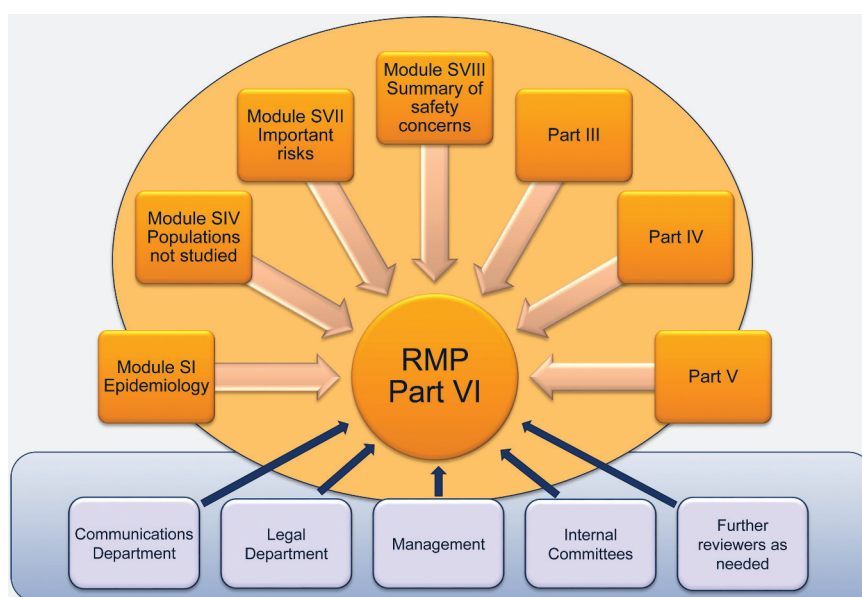 Module SVIII
Summary of
safety
concerns
Module SVII
Important
risks
Part III
Module SIV
Populations
not studied
Part IV
Module SI
Epidemiology
RMP
Part VI
Part V
Communications
Department
Legal
Department
Management
Internal
Committees
Further
reviewers as
needed